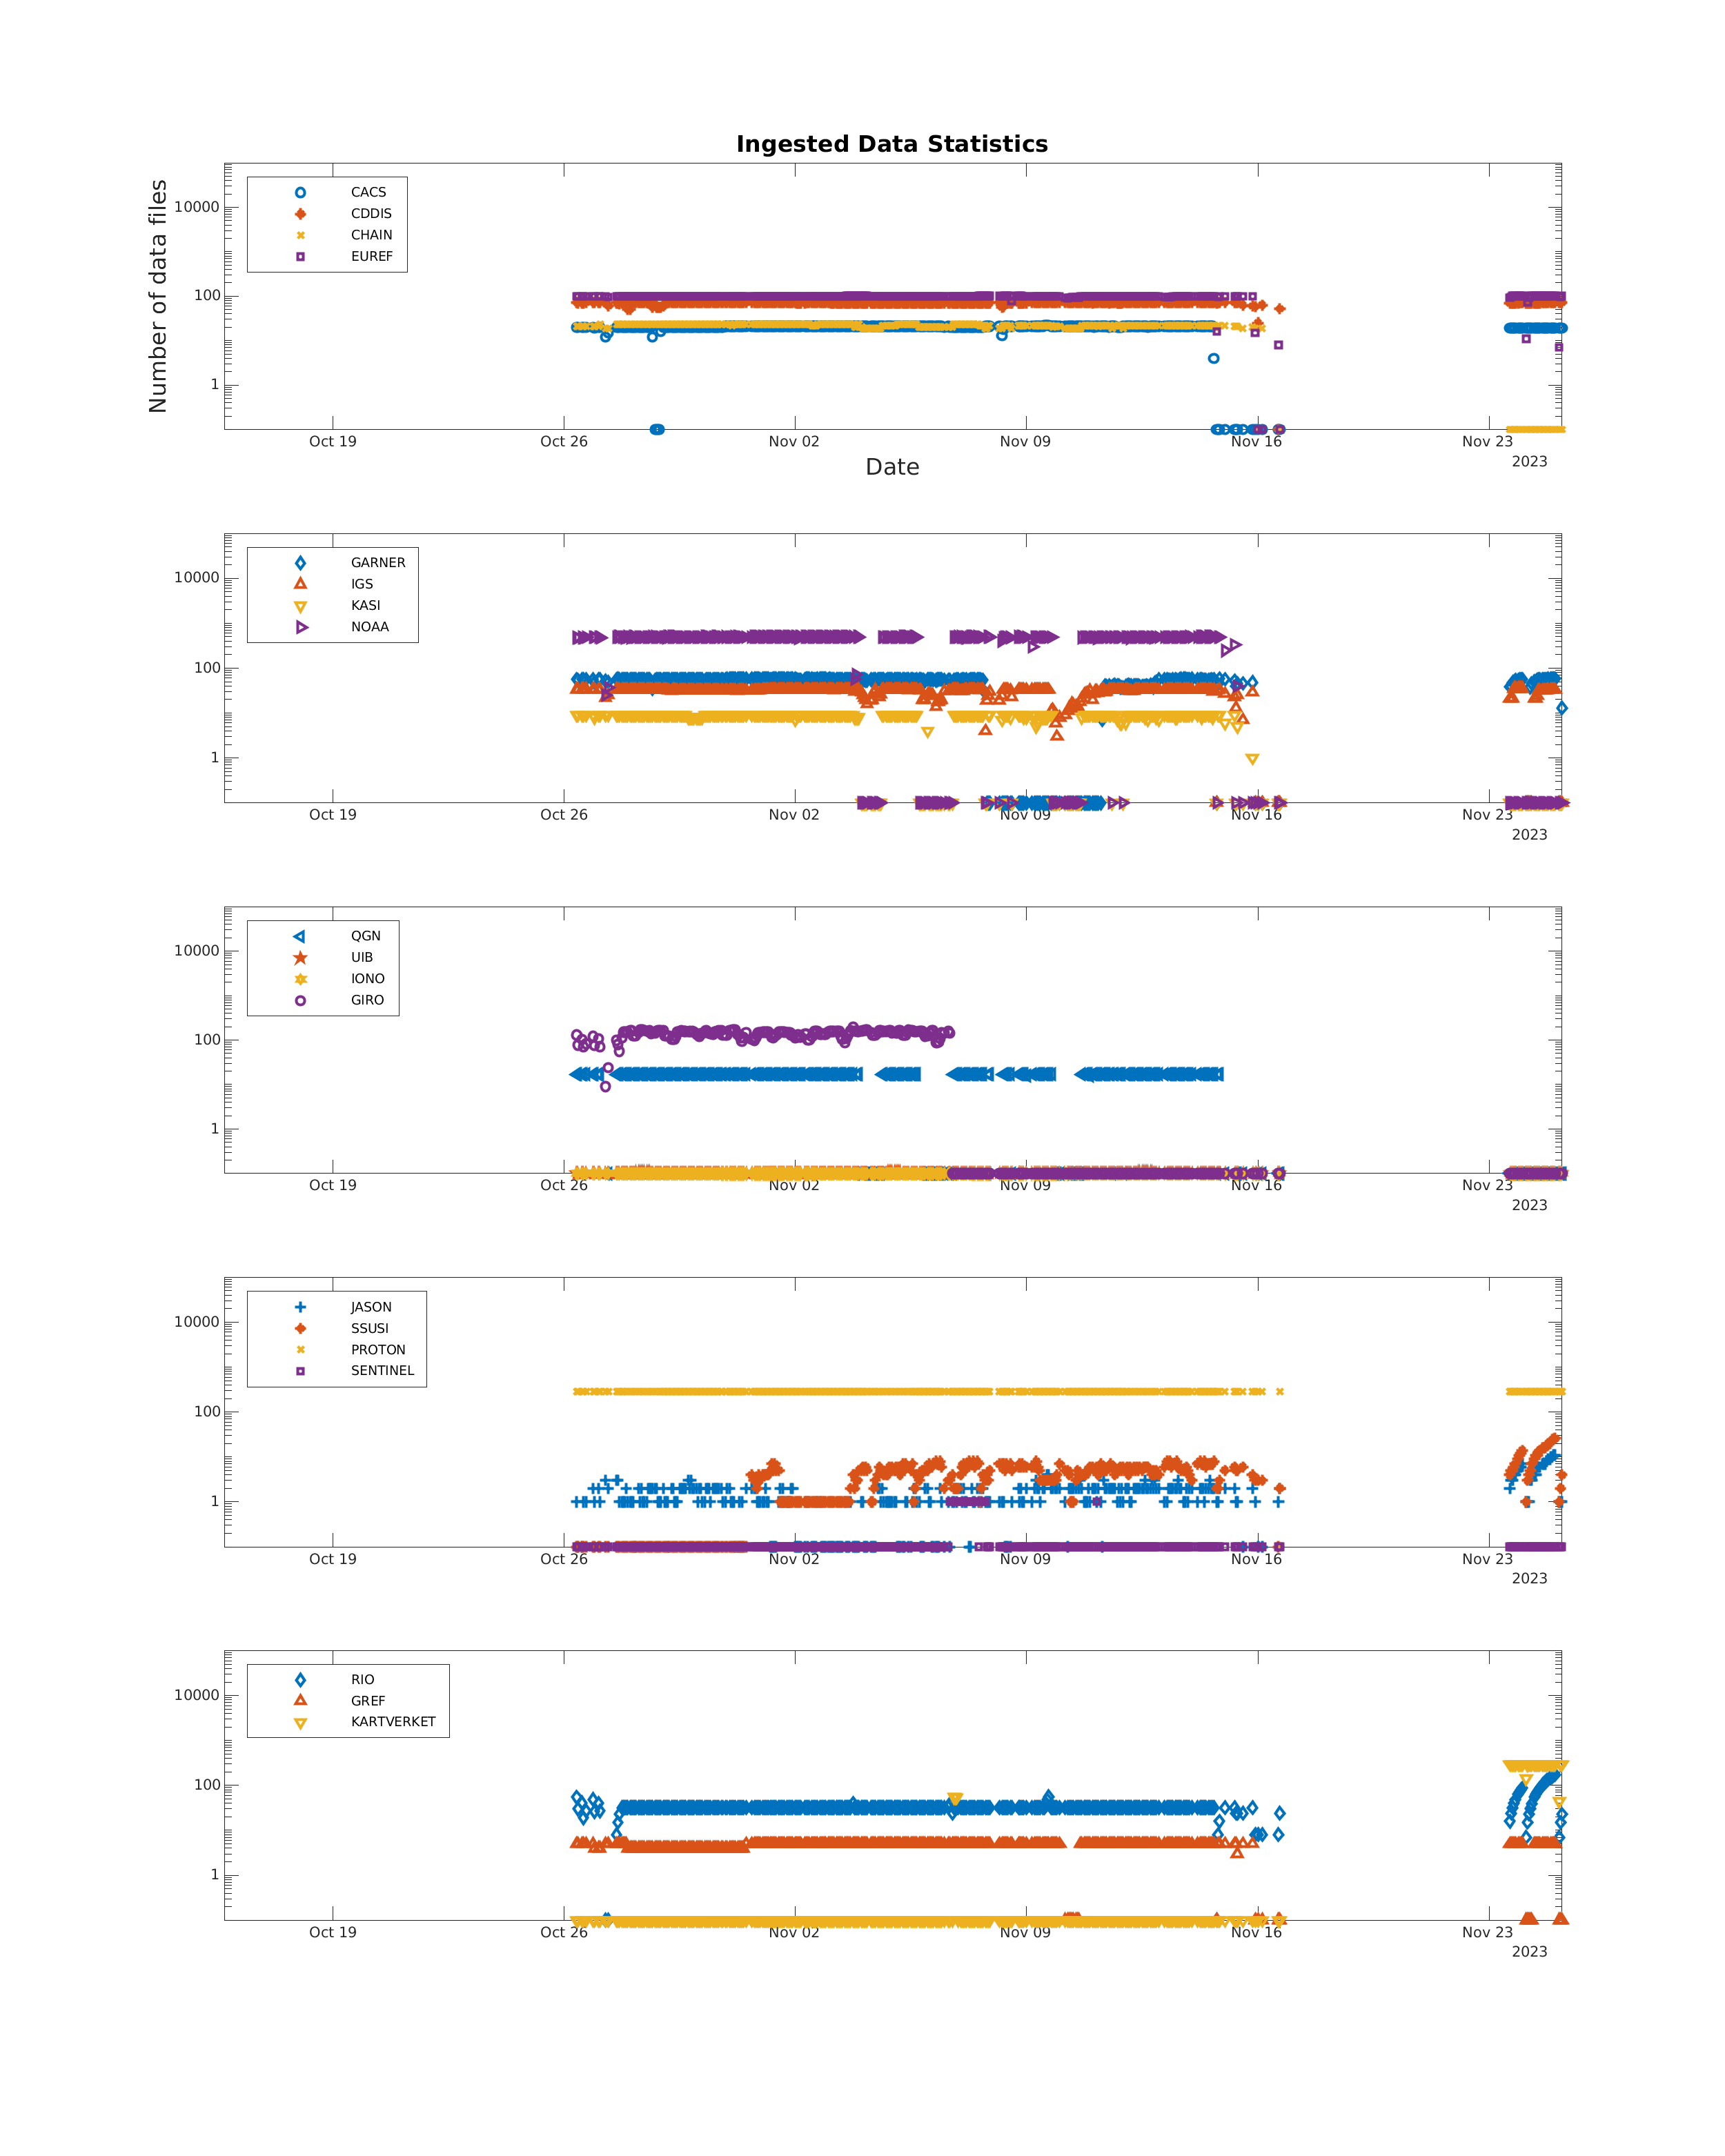 Ingested Data Statistics
Number of data files
10000
100
1
CACS
CDDIS
CHAIN
EUREF
Oct 19 Oct 26 Nov 02 Nov 09 Nov 16 Nov 23
2023
Date
10000
100
1
GARNER
IGS
KASI
NOAA
Oct 19 Oct 26 Nov 02 Nov 09 Nov 16 Nov 23
2023
10000
100
1
QGN
UIB
IONO
GIRO
Oct 19 Oct 26 Nov 02 Nov 09 Nov 16 Nov 23
2023
10000
100
1
JASON
SSUSI
PROTON
SENTINEL
Oct 19 Oct 26 Nov 02 Nov 09 Nov 16 Nov 23
2023
10000
100
1
RIO
GREF
KARTVERKET
Oct 19 Oct 26 Nov 02 Nov 09 Nov 16 Nov 23
2023